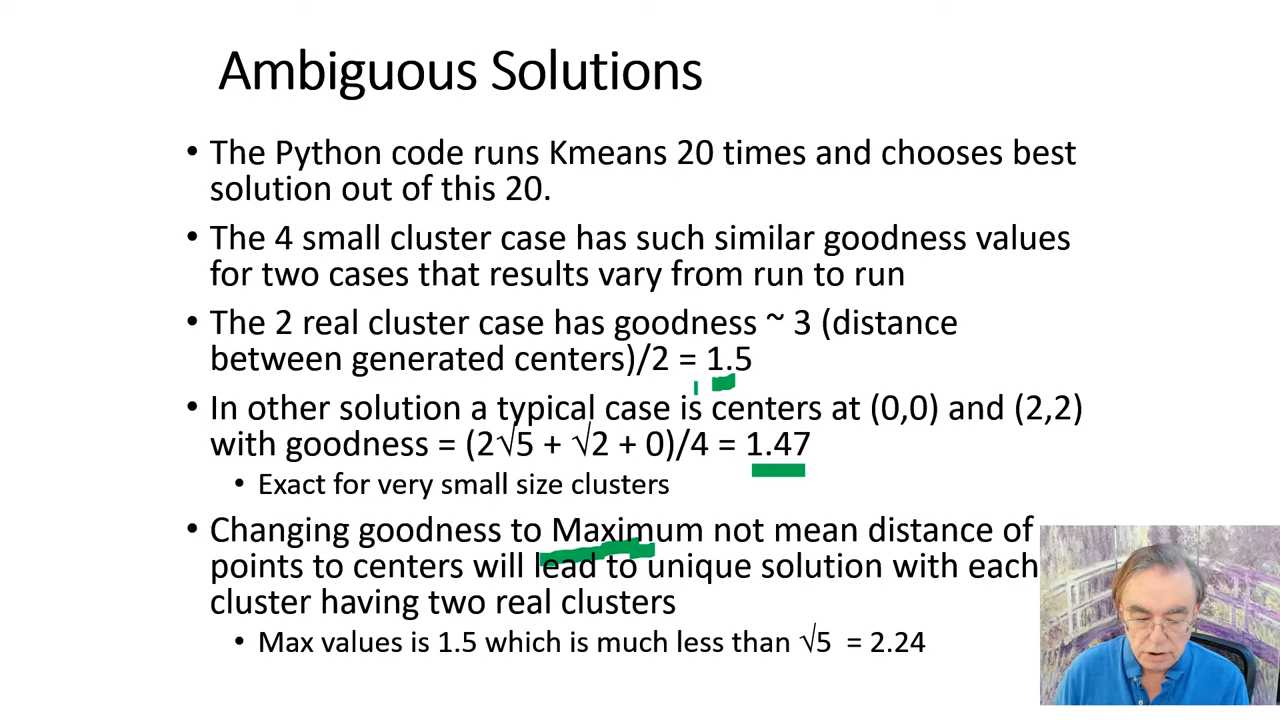 Ambiguous Solutions
• The Python code runs Kmeans 20 times and chooses best
solution out of this 20.
• The 4 small cluster case has such similar goodness values
for two cases that results vary from run to run
• The 2 real cluster case has goodness ~ 3 (distance
between generated centers)/2 = 1.5
• In other solution a typical case is centers at (0,0) and (2,2)
with goodness = (2√5 + √2 + 0)/4 = 1.47
• Exact for very small size clusters
• Changing goodness to Maximum not mean distance of
points to centers will lead to unique solution with each
cluster having two real clusters
• Max values is 1.5 which is much less than √5 = 2.24